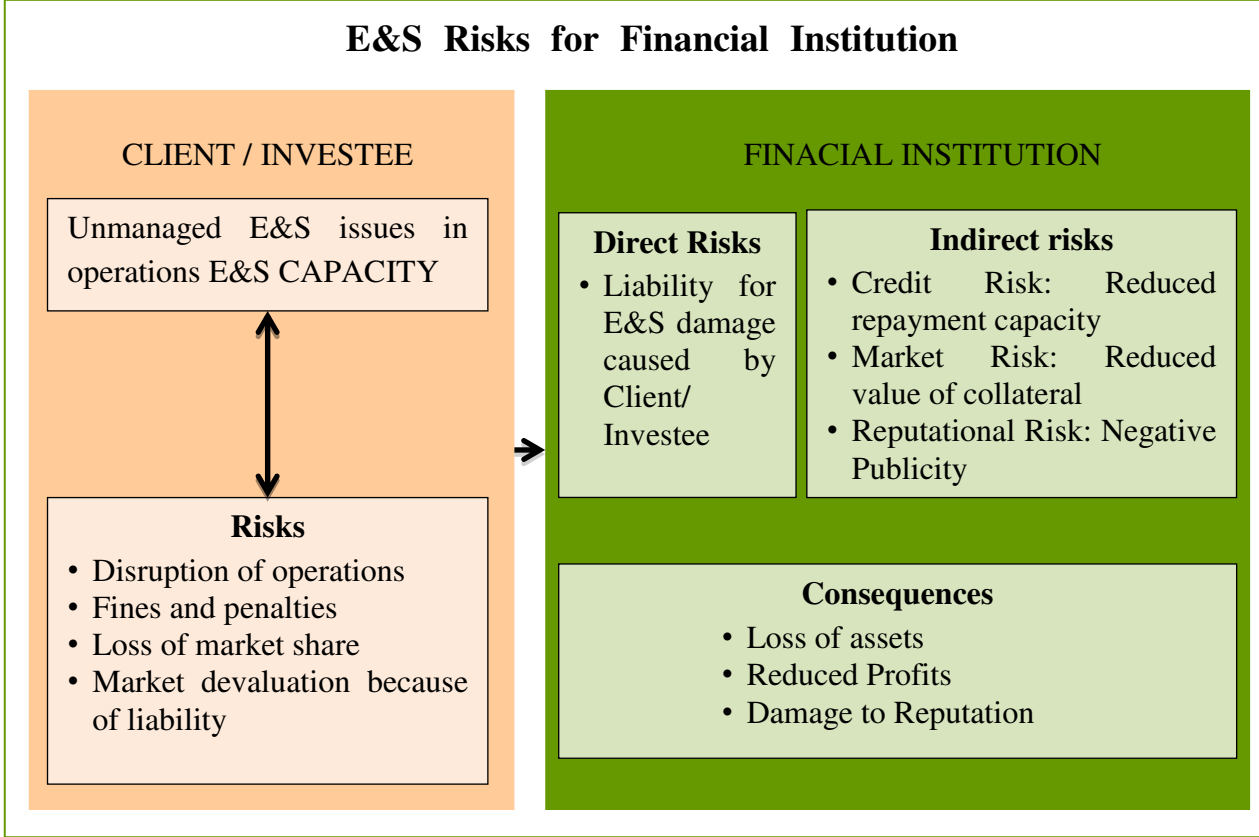 E&S Risks for Financial Institution
CLIENT / INVESTEE
Unmanaged E&S issues in
operations E&S CAPACITY
Risks
• Disruption of operations
• Fines and penalties
• Loss of market share
• Market devaluation because
of liability
FINACIAL INSTITUTION
Direct Risks
• Liability for
E&S damage
caused by
Client/
Investee
Indirect risks
• Credit Risk: Reduced
repayment capacity
• Market Risk: Reduced
value of collateral
• Reputational Risk: Negative
Publicity
Consequences
• Loss of assets
• Reduced Profits
• Damage to Reputation